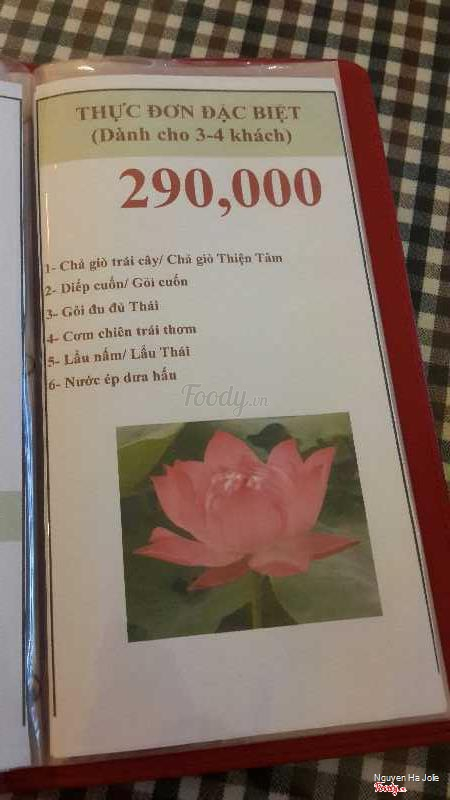 THỰC ĐƠN ĐẶC BIỆT
(Dành cho 3-4 khách)
290,000
1- Chả giò trái cây/ Chả giò Thiện Tâm
2- Diếp cuốn/ Gỏi cuốn
3- Gỏi đu đủ Thái
4- Cơm chiên trái thơm
5- Lẩu nấm/ Lẩu Thái
6- Nước ép dưa hấu
Foody.vn
Nguyen Ha Jolie
Foody.vn